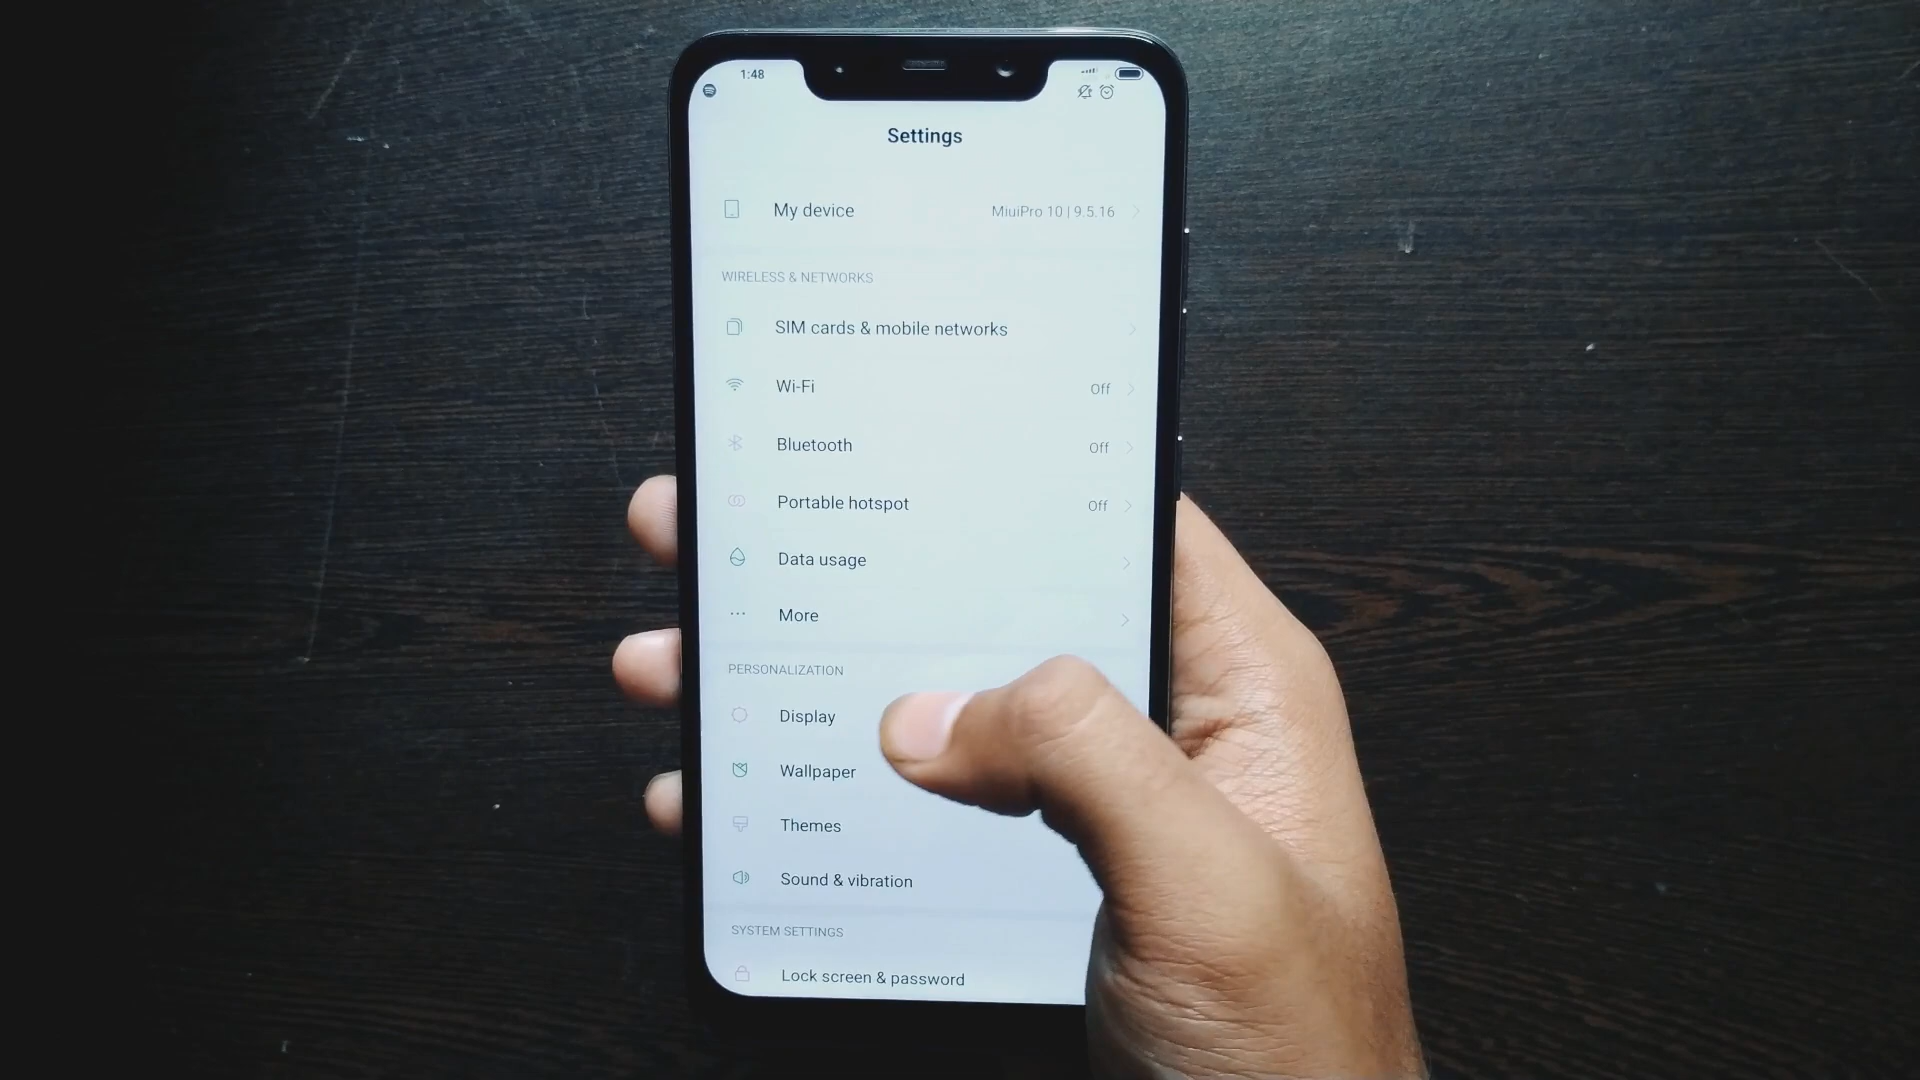 1:48
Settings
My device MiuiPro 10 | 9.5.16
WIRELESS & NETWORKS
SIM cards & mobile networks
Wi-Fi Off
Bluetooth Off
Portable hotspot Off
Data usage
More
PERSONALIZATION
Display
Wallpaper
Themes
Sound & vibration
SYSTEM SETTINGS
Lock screen & password